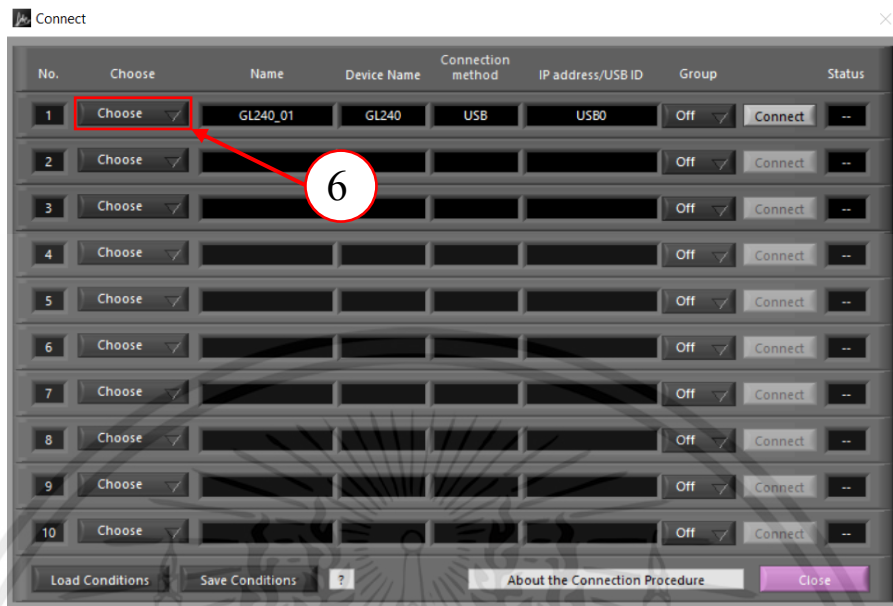 Connect
No. Choose Name Device Name Connection method IP address/USB ID Group Status
1 Choose GL240_01 GL240 USB USB0 Off Connect --
2 Choose Off Connect --
6
3 Choose Off Connect --
4 Choose Off Connect --
5 Choose Off Connect --
6 Choose Off Connect --
7 Choose Off Connect --
8 Choose Off Connect --
9 Choose Off Connect --
10 Choose Off Connect --
Load Conditions Save Conditions ? About the Connection Procedure Close